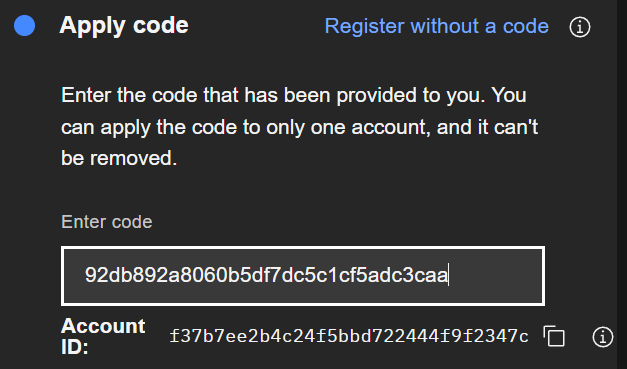 Apply code
Register without a code
Enter the code that has been provided to you. You
can apply the code to only one account, and it can't
be removed.
Enter code
92db892a8060b5df7dc5c1cf5adc3caa
Account
ID:
f37b7ee2b4c24f5bbd722444f9f2347c